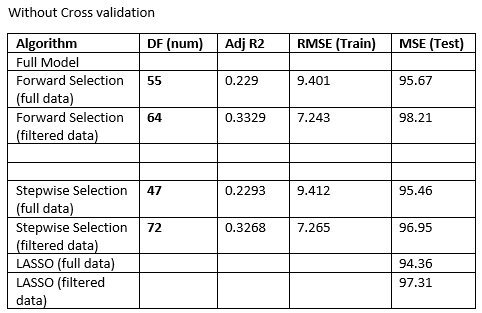 Without Cross validation
Algorithm DF (num) Adj R2 RMSE (Train) MSE (Test)
Full Model
Forward Selection 55 0.229 9.401 95.67
(full data)
Forward Selection 64 0.3329 7.243 98.21
(filtered data)
Stepwise Selection 47 0.2293 9.412 95.46
(full data)
Stepwise Selection 72 0.3268 7.265 96.95
(filtered data)
LASSO (full data) 94.36
LASSO (filtered 97.31
data)